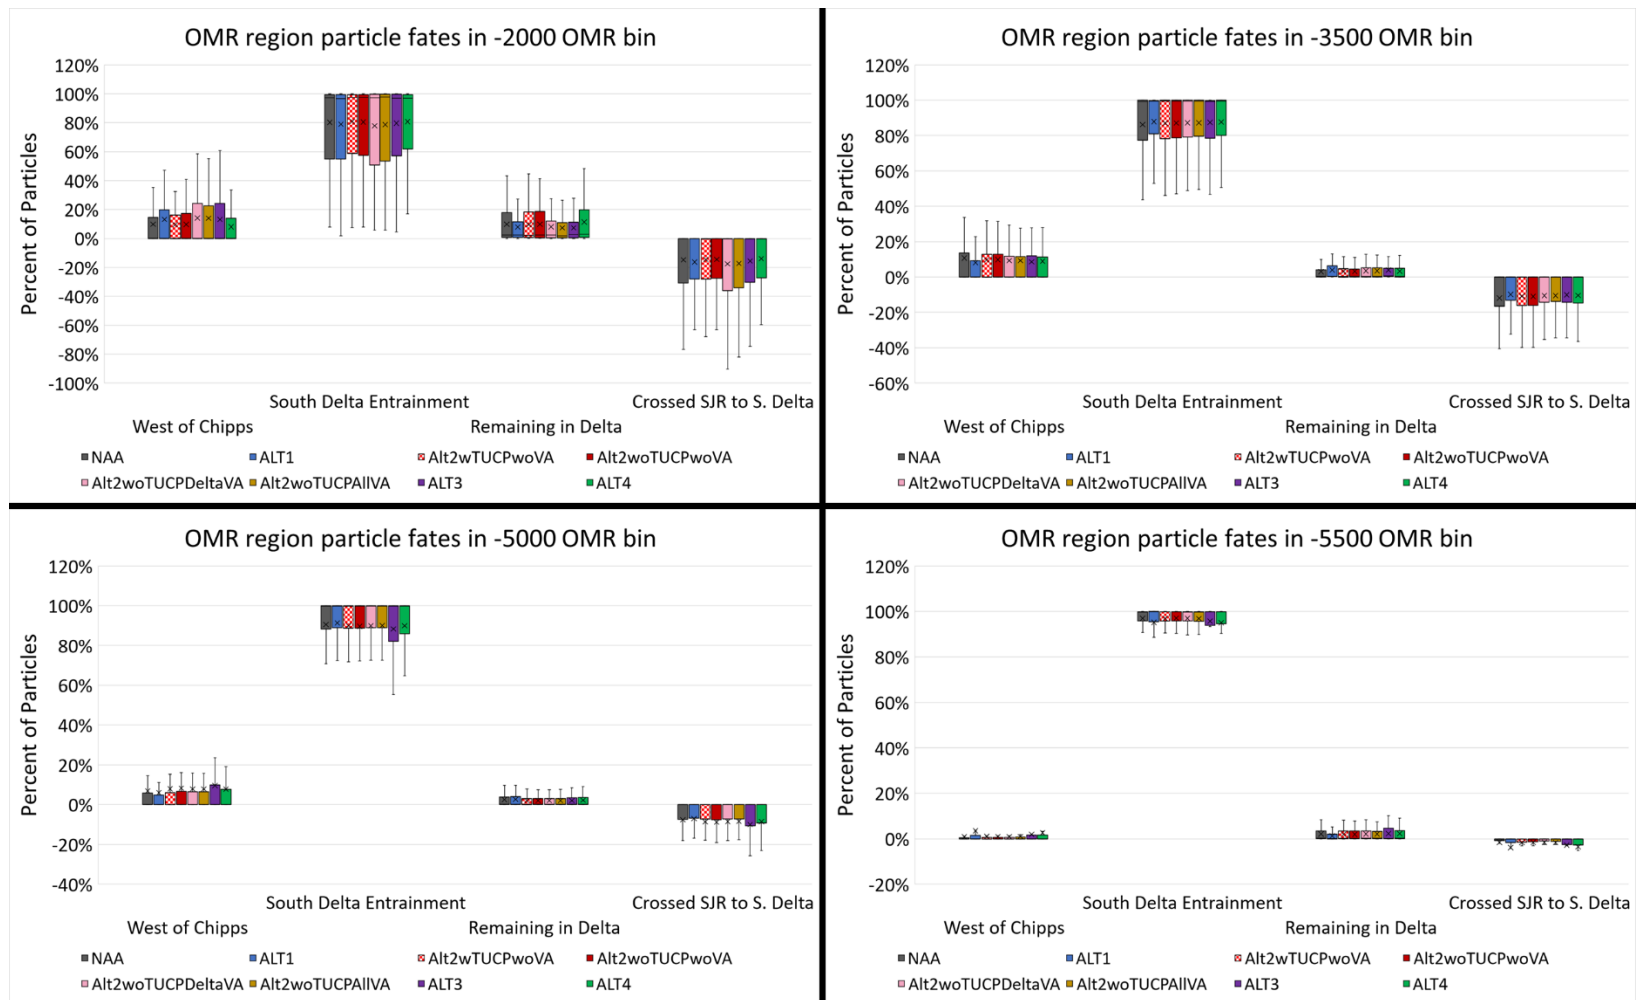 OMR region particle fates in -2000 OMR bin
120%
100%
80%
60%
40%
20%
0%
-20%
-40%
-60%
-80%
-100%
Percent of Particles
South Delta Entrainment
Crossed SJR to S. Delta
West of Chipps
Remaining in Delta
NAA
ALT1
Alt2wTUCPwoVA
Alt2woTUCPwoVA
Alt2woTUCPDeltaVA
Alt2woTUCPAllVA
ALT3
ALT4
OMR region particle fates in -3500 OMR bin
120%
100%
80%
60%
40%
20%
0%
-20%
-40%
-60%
Percent of Particles
South Delta Entrainment
Crossed SJR to S. Delta
West of Chipps
Remaining in Delta
NAA
ALT1
Alt2wTUCPwoVA
Alt2woTUCPwoVA
Alt2woTUCPDeltaVA
Alt2woTUCPAllVA
ALT3
ALT4
OMR region particle fates in -5000 OMR bin
120%
100%
80%
60%
40%
20%
0%
-20%
-40%
Percent of Particles
South Delta Entrainment
Crossed SJR to S. Delta
West of Chipps
Remaining in Delta
NAA
ALT1
Alt2wTUCPwoVA
Alt2woTUCPwoVA
Alt2woTUCPDeltaVA
Alt2woTUCPAllVA
ALT3
ALT4
OMR region particle fates in -5500 OMR bin
120%
100%
80%
60%
40%
20%
0%
-20%
Percent of Particles
South Delta Entrainment
Crossed SJR to S. Delta
West of Chipps
Remaining in Delta
NAA
ALT1
Alt2wTUCPwoVA
Alt2woTUCPwoVA
Alt2woTUCPDeltaVA
Alt2woTUCPAllVA
ALT3
ALT4